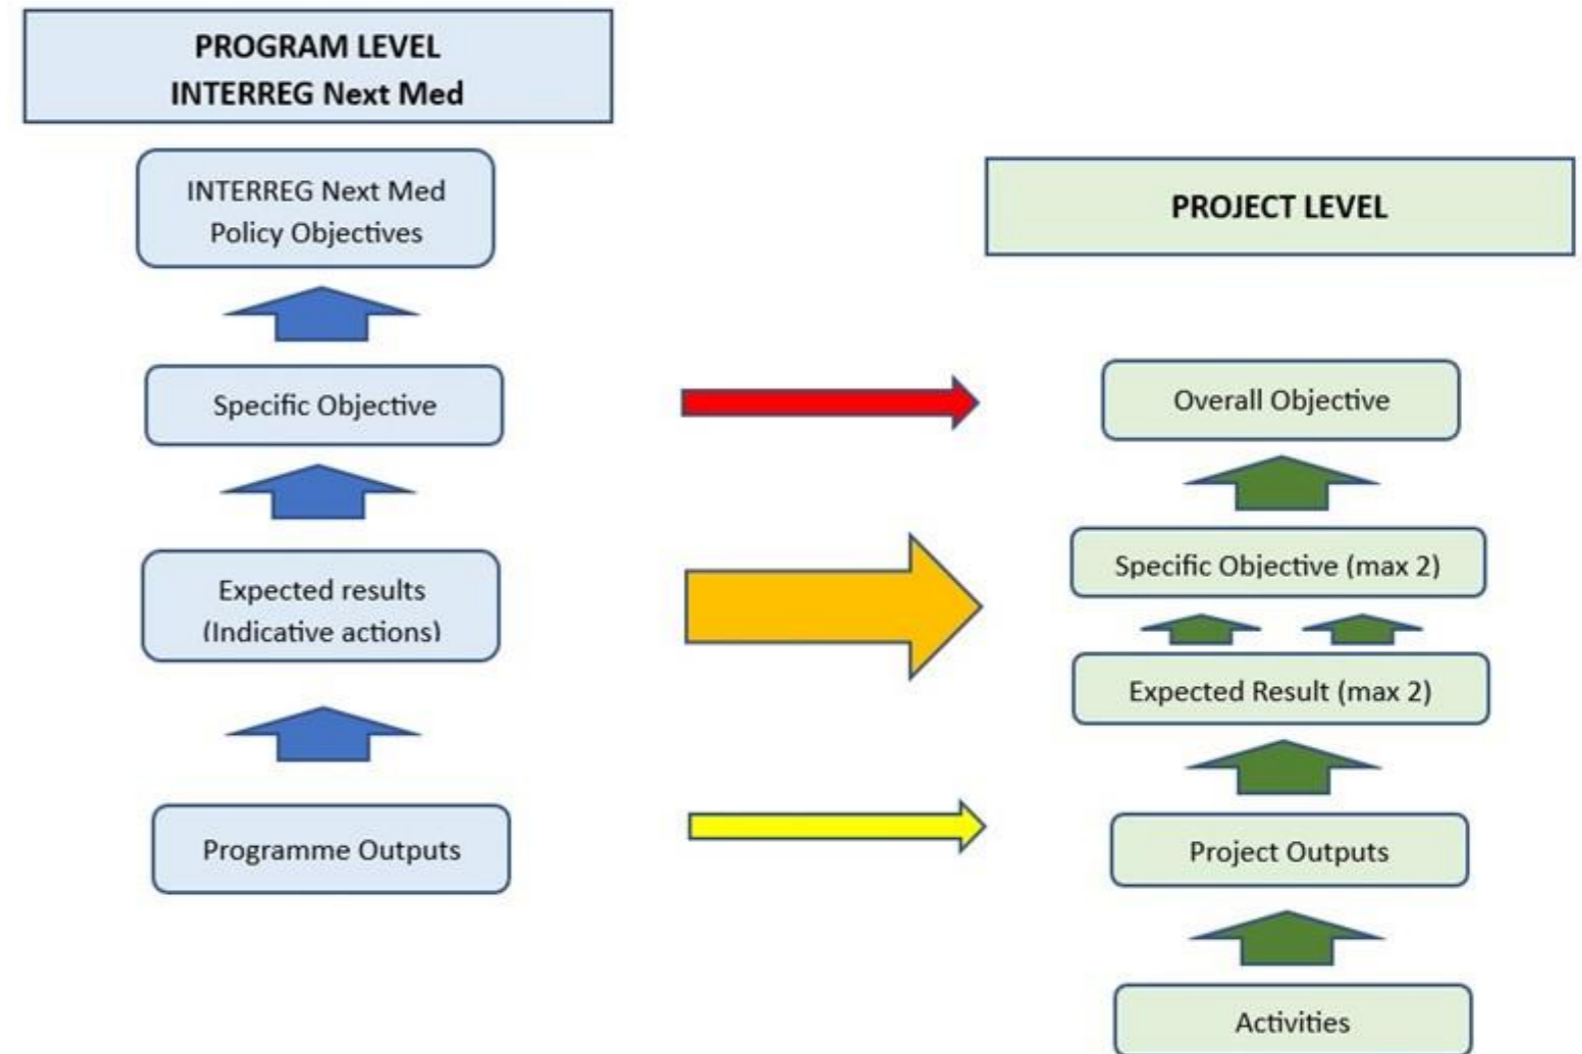 PROGRAM LEVEL
INTERREG Next Med
INTERREG Next Med
Policy Objectives
Specific Objective
Expected results
(Indicative actions)
Programme Outputs
PROJECT LEVEL
Overall Objective
Specific Objective (max 2)
Expected Result (max 2)
Project Outputs
Activities